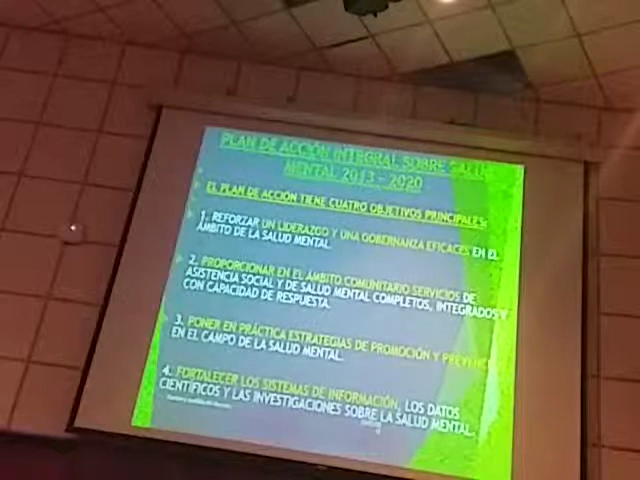 PLAN DE ACCIÓN INTEGRAL SOBRE SALUD
MENTAL 2013 - 2020
EL PLAN DE ACCIÓN TIENE CUATRO OBJETIVOS PRINCIPALES:
1. REFORZAR UN LIDERAZGO Y UNA GOBERNANZA EFICACES EN EL
ÁMBITO DE LA SALUD MENTAL.
2. PROPORCIONAR EN EL ÁMBITO COMUNITARIO SERVICIOS DE
ASISTENCIA SOCIAL Y DE SALUD MENTAL COMPLETOS, INTEGRADOS Y
CON CAPACIDAD DE RESPUESTA.
3. PONER EN PRÁCTICA ESTRATEGIAS DE PROMOCIÓN Y PREVENCIÓN
EN EL CAMPO DE LA SALUD MENTAL.
4. FORTALECER LOS SISTEMAS DE INFORMACIÓN, LOS DATOS
CIENTÍFICOS Y LAS INVESTIGACIONES SOBRE LA SALUD MENTAL.